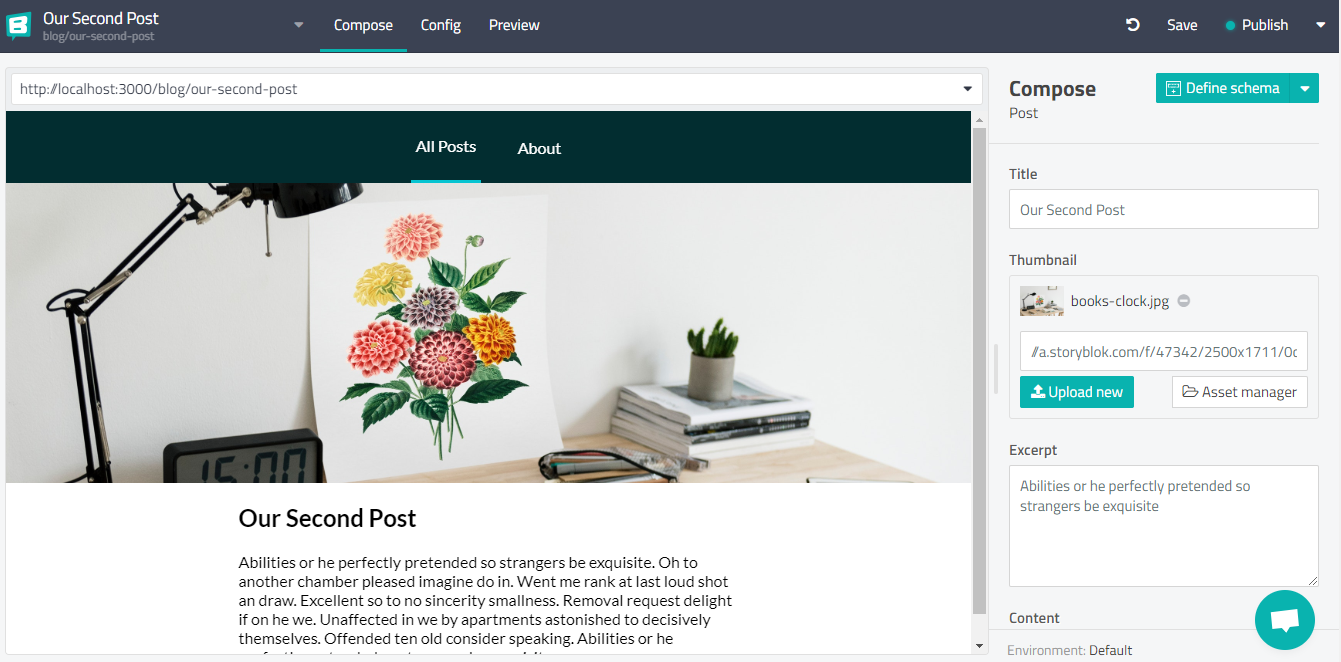 Our Second Post
blog/our-second-post
Compose
Config
Preview
Save
Publish
http://localhost:3000/blog/our-second-post
All Posts
About
15:00
Our Second Post
Abilities or he perfectly pretended so strangers be exquisite. Oh to
another chamber pleased imagine do in. Went me rank at last loud shot
an draw. Excellent so to no sincerity smallness. Removal request delight
if on he we. Unaffected in we by apartments astonished to decisively
themselves. Offended ten old consider speaking. Abilities or he
Compose
Define schema
Post
Title
Our Second Post
Thumbnail
books-clock.jpg
//a.storyblok.com/f/47342/2500x1711/0c
Upload new
Asset manager
Excerpt
Abilities or he perfectly pretended so
strangers be exquisite
Content
Environment: Default